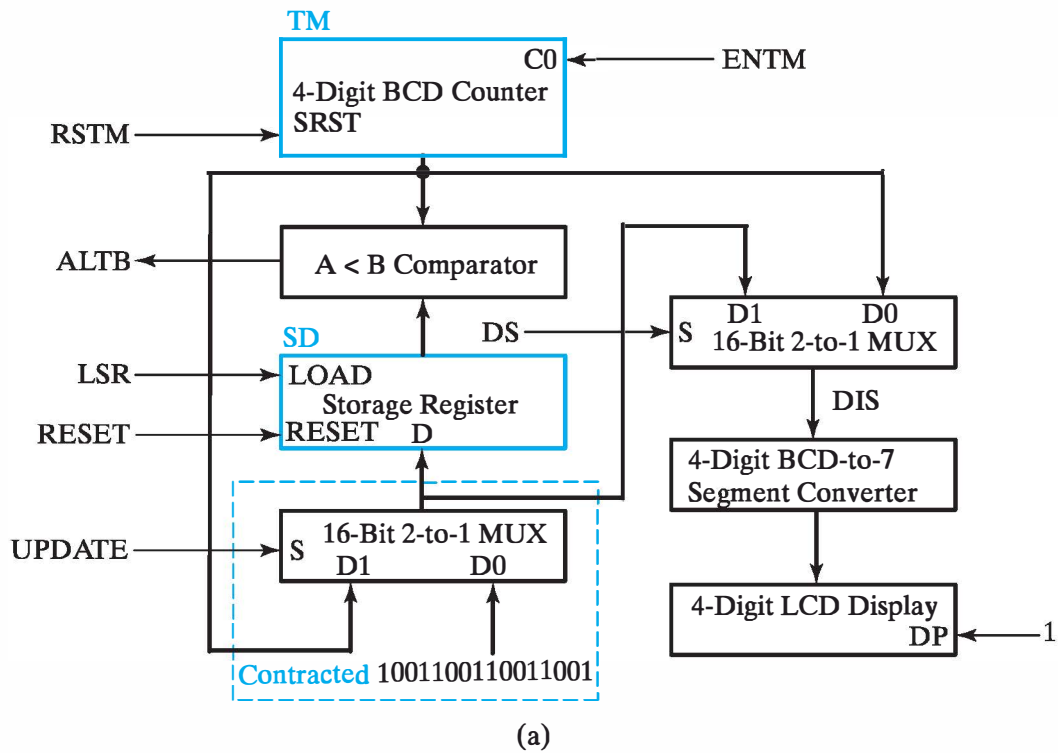 TM
C0
ENTM
4-Digit BCD Counter
SRST
RSTM
ALTB
A < B Comparator
D1
D0
SD
DS
S
16-Bit 2-to-1 MUX
LSR
LOAD
Storage Register
DIS
RESET
RESET
D
4-Digit BCD-to-7
Segment Converter
16-Bit 2-to-1 MUX
UPDATE
S
D1
D0
4-Digit LCD Display
DP
1
Contracted
1001100110011001
(a)